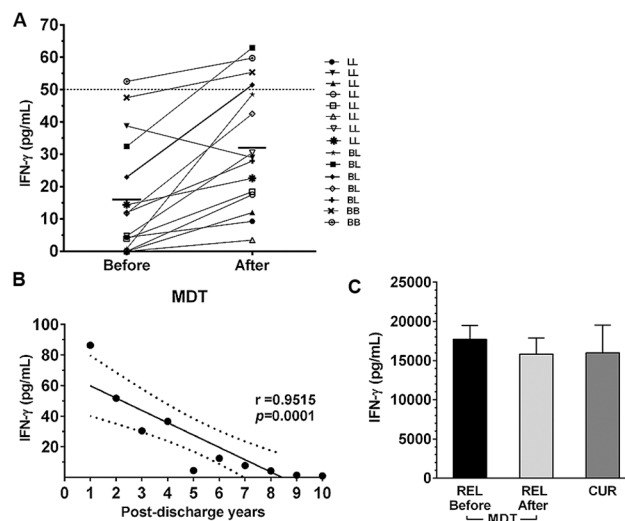 A
IFN-γ (pg/mL)
70
60
50
40
30
20
10
0
Before
After
LL
LL
LL
LL
LL
LL
LL
LL
BL
BL
BL
BL
BL
BB
BB
B
MDT
IFN-γ (pg/mL)
100
80
60
40
20
r =0.9515
p=0.0001
0 1 2 3 4 5 6 7 8 9 10
Post-discharge years
C
IFN-γ (pg/mL)
25000
20000
15000
10000
5000
0
REL REL CUR
Before After
MDT